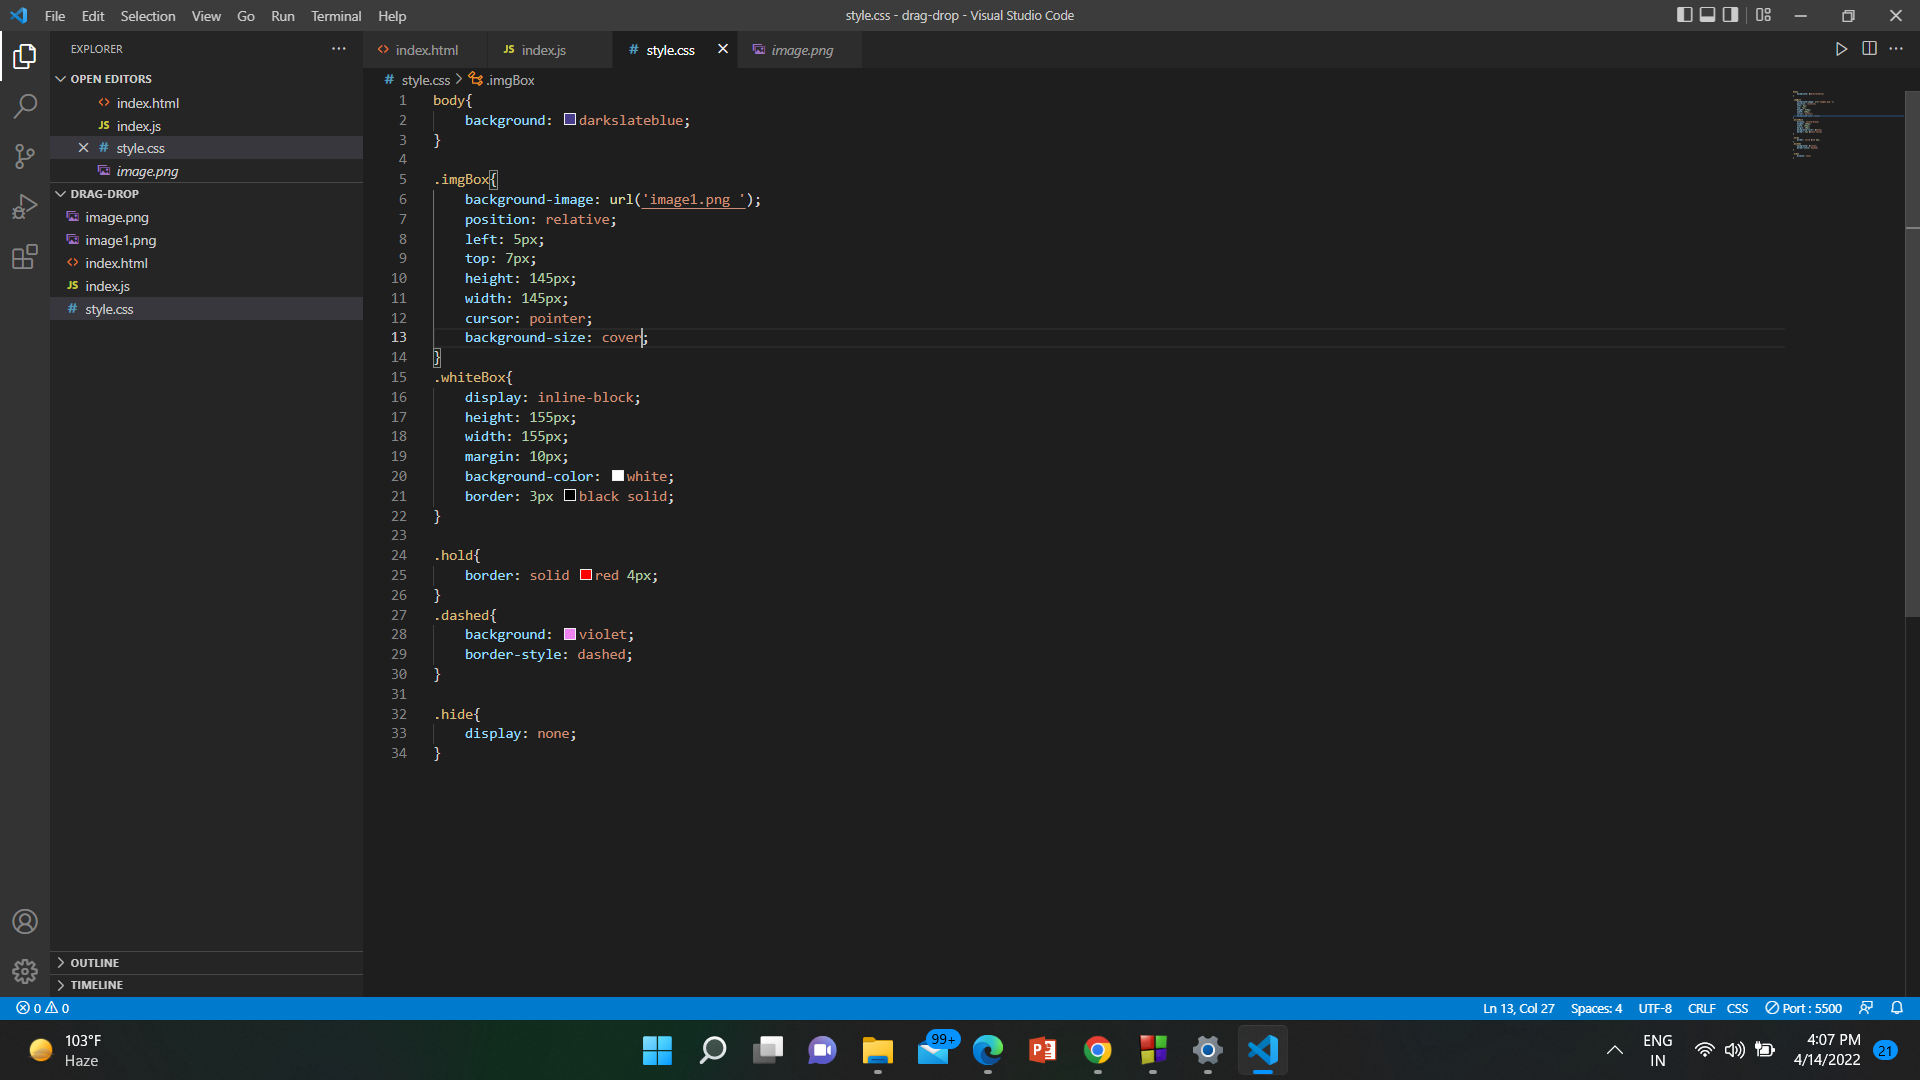 File Edit Selection View Go Run Terminal Help
style.css - drag-drop - Visual Studio Code
EXPLORER
OPEN EDITORS
index.html
JS index.js
# style.css
image.png
DRAG-DROP
image.png
image1.png
index.html
JS index.js
# style.css
OUTLINE
TIMELINE
index.html JS index.js # style.css image.png
# style.css > .imgBox
1 body{
2 background: darkslateblue;
3 }
4
5 .imgBox{
6 background-image: url('image1.png ');
7 position: relative;
8 left: 5px;
9 top: 7px;
10 height: 145px;
11 width: 145px;
12 cursor: pointer;
13 background-size: cover;
14 }
15 .whiteBox{
16 display: inline-block;
17 height: 155px;
18 width: 155px;
19 margin: 10px;
20 background-color: white;
21 border: 3px black solid;
22 }
23
24 .hold{
25 border: solid red 4px;
26 }
27 .dashed{
28 background: violet;
29 border-style: dashed;
30 }
31
32 .hide{
33 display: none;
34 }
0 0
Ln 13, Col 27 Spaces: 4 UTF-8 CRLF CSS Port : 5500
103°F
Haze
99+
ENG
IN
4:07 PM
4/14/2022
21